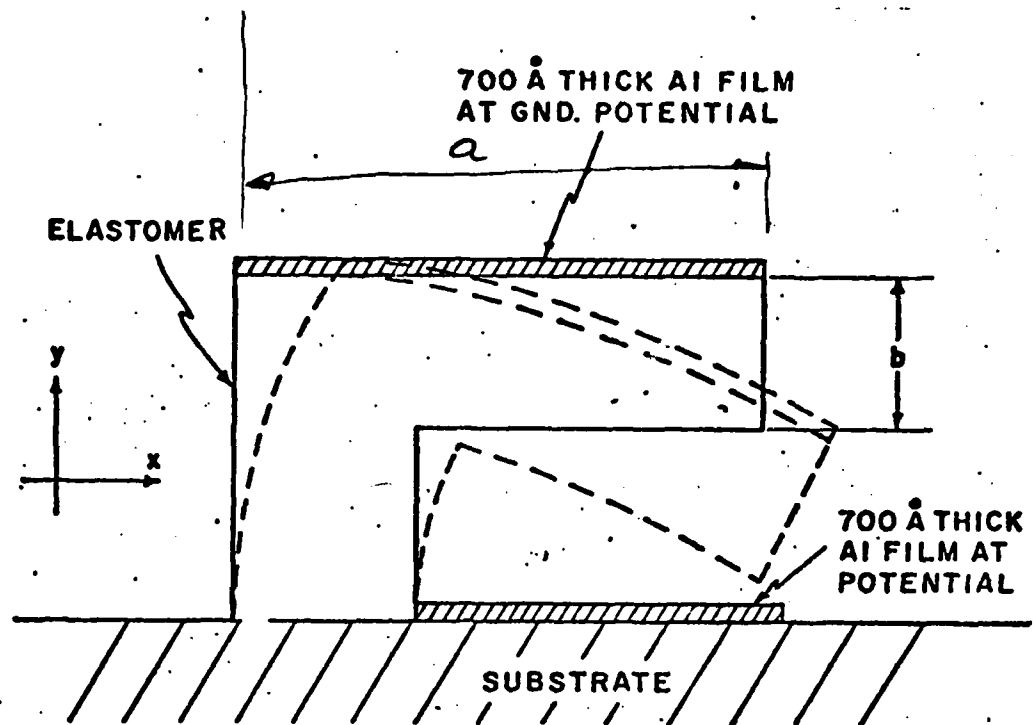 700 Å THICK Al FILM
AT GND. POTENTIAL
a
ELASTOMER
b
y
x
700 Å THICK
Al FILM AT
POTENTIAL
SUBSTRATE